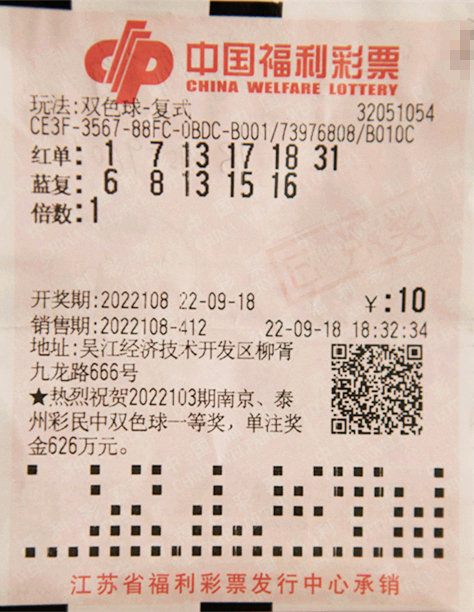 中国福利彩票
CHINA WELFARE LOTTERY
玩法:双色球-复式 32051054
CE3F-3567-88FC-0BDC-B001/73976808/B010C
红单: 1 7 13 17 18 31
蓝复: 6 8 13 15 16
倍数:1
已兑奖
开奖期:2022108 22-09-18 ¥:10
销售期:2022108-412 22-09-18 18:32:34
地址:吴江经济技术开发区柳胥
九龙路666号
★热烈祝贺2022103期南京、泰
州彩民中双色球一等奖，单注奖
金626万元。
江苏省福利彩票发行中心承销